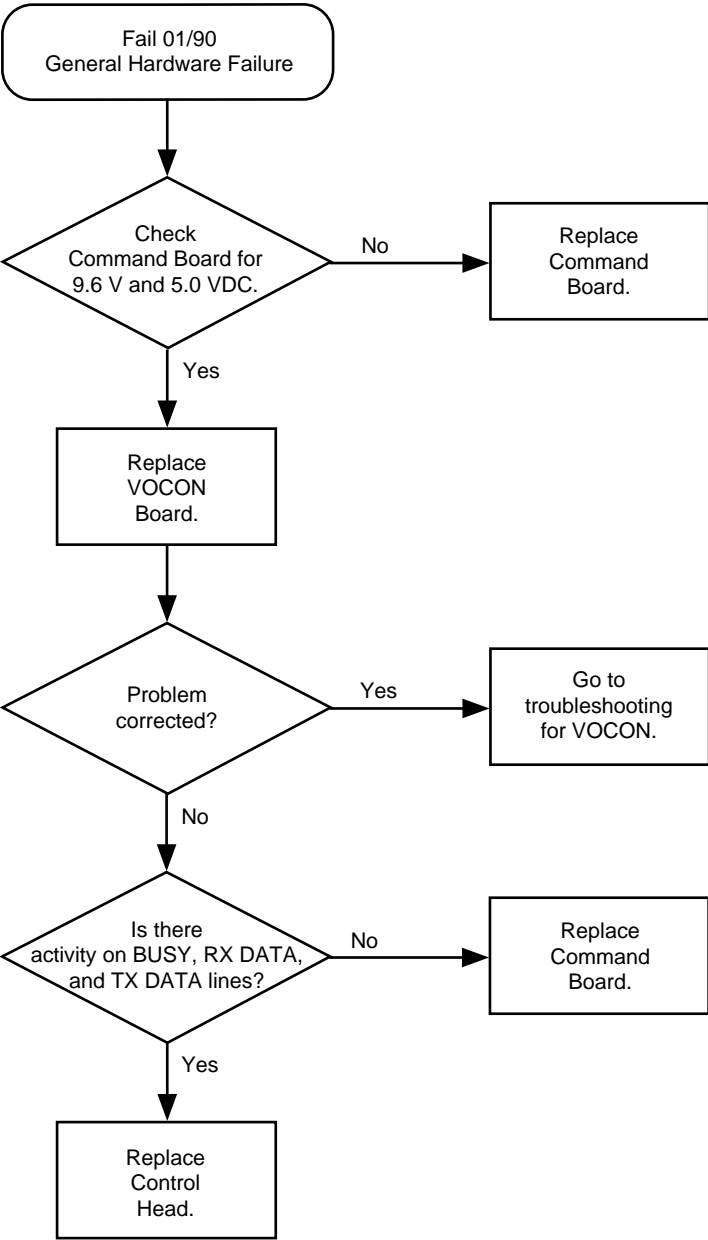 Fail 01/90
General Hardware Failure
Check
Command Board for
9.6 V and 5.0 VDC.
No
Replace
Command
Board.
Yes
Replace
VOCON
Board.
Problem
corrected?
Yes
Go to
troubleshooting
for VOCON.
No
Is there
activity on BUSY, RX DATA,
and TX DATA lines?
No
Replace
Command
Board.
Yes
Replace
Control
Head.